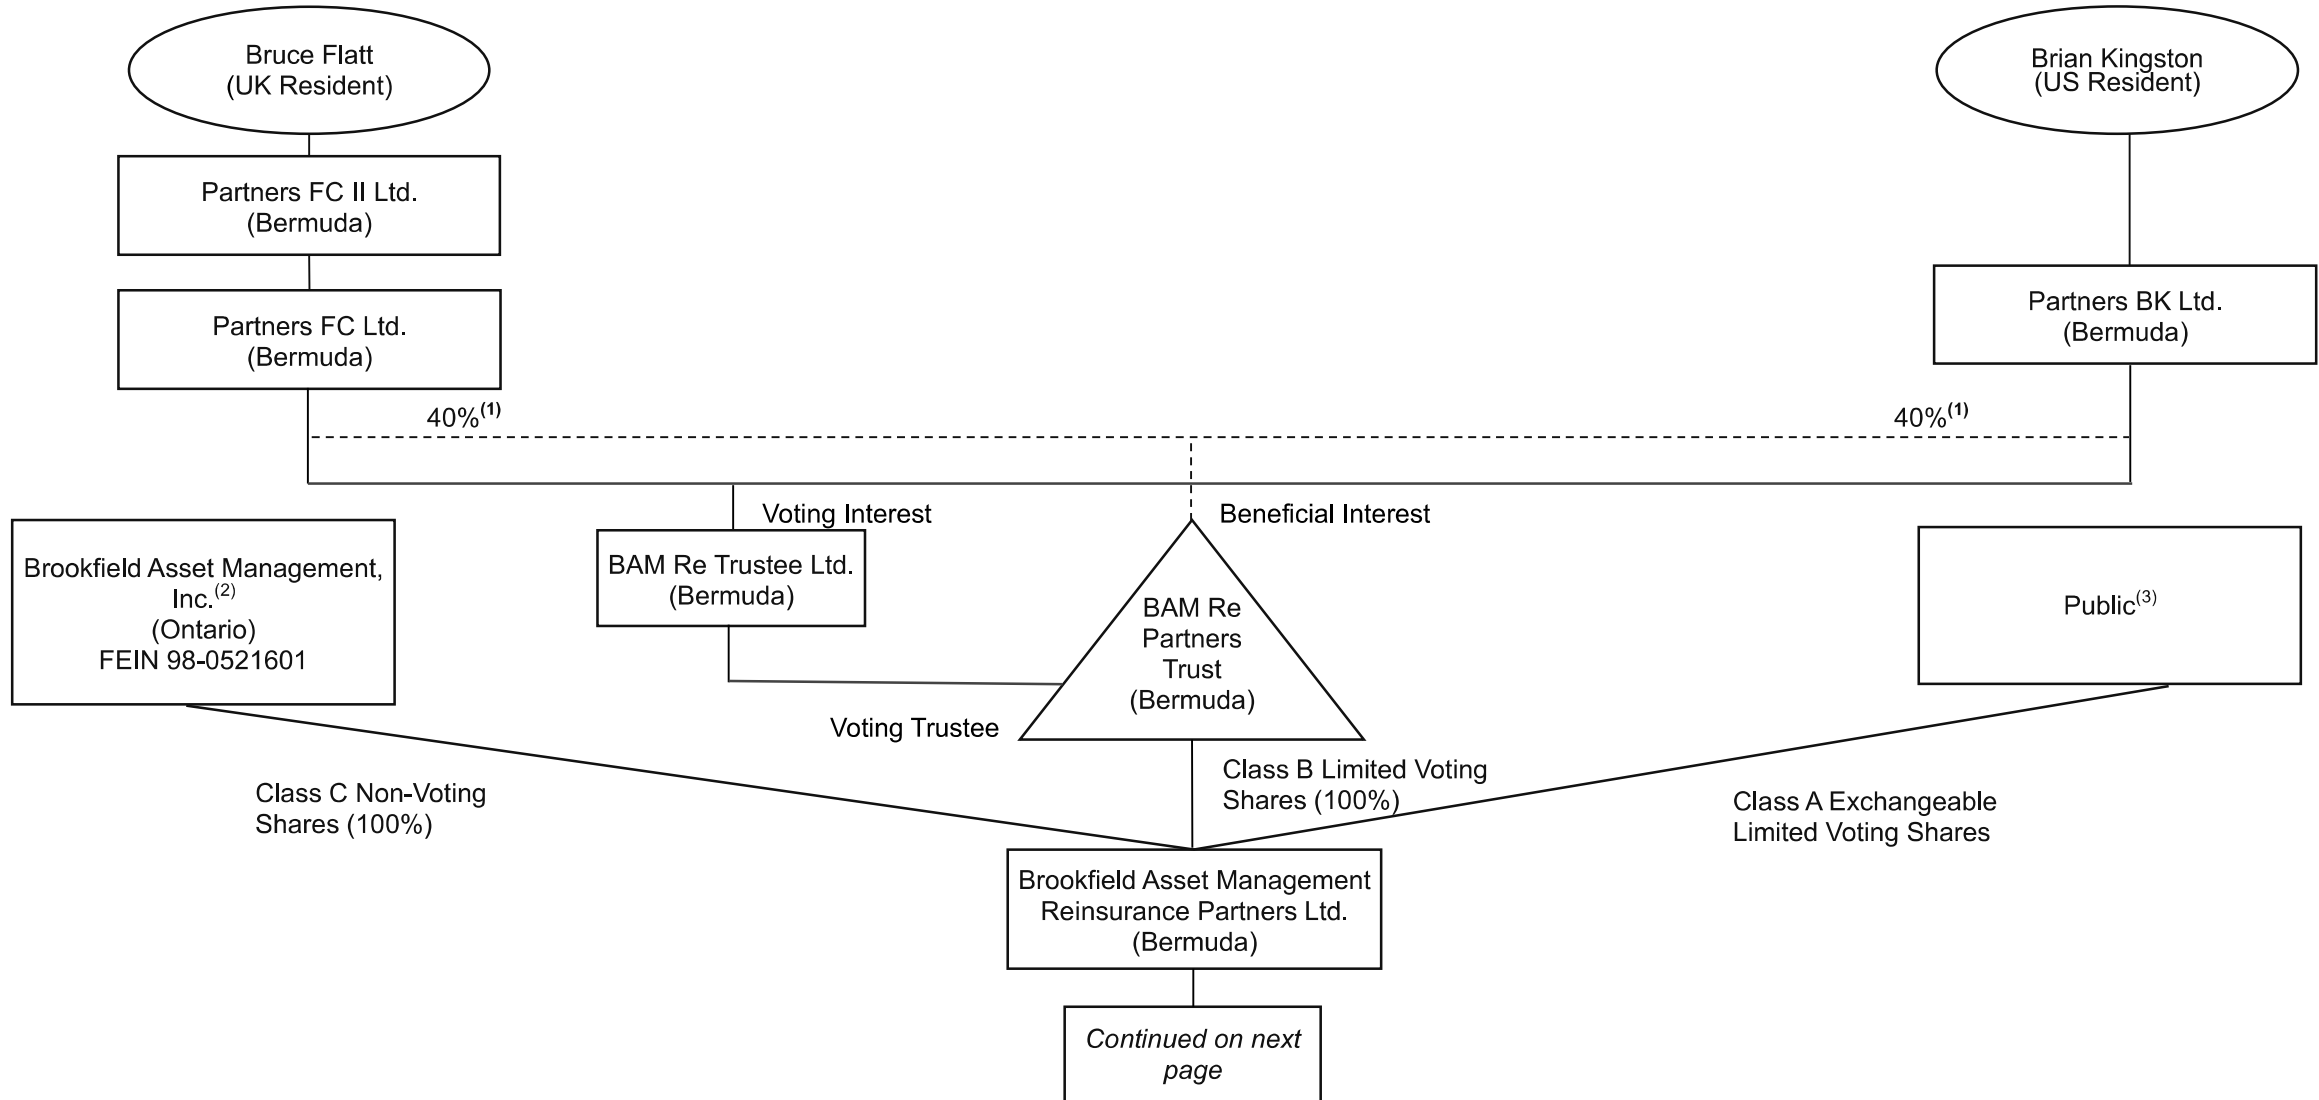 Bruce Flatt
(UK Resident)
Brian Kingston
(US Resident)
Partners FC II Ltd.
(Bermuda)
Partners FC Ltd.
(Bermuda)
Partners BK Ltd.
(Bermuda)
40%(1)
40%(1)
Voting Interest
Beneficial Interest
Brookfield Asset Management,
Inc.(2)
(Ontario)
FEIN 98-0521601
BAM Re Trustee Ltd.
(Bermuda)
BAM Re
Partners
Trust
(Bermuda)
Public(3)
Voting Trustee
Class C Non-Voting
Shares (100%)
Class B Limited Voting
Shares (100%)
Class A Exchangeable
Limited Voting Shares
Brookfield Asset Management
Reinsurance Partners Ltd.
(Bermuda)
Continued on next
page